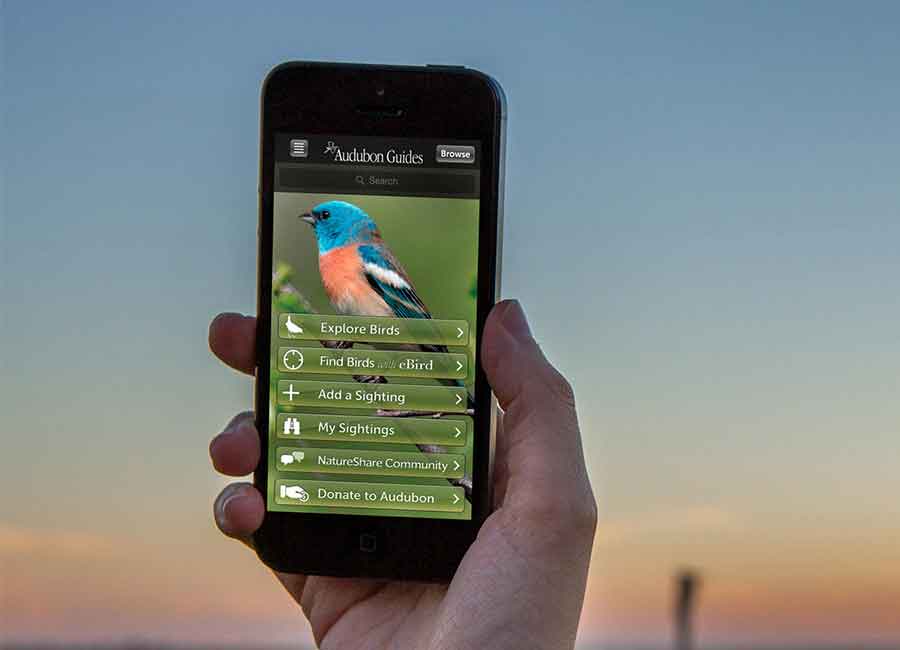 Audubon Guides
Browse
Search
Explore Birds
Find Birds with eBird
Add a Sighting
My Sightings
NatureShare Community
Donate to Audubon